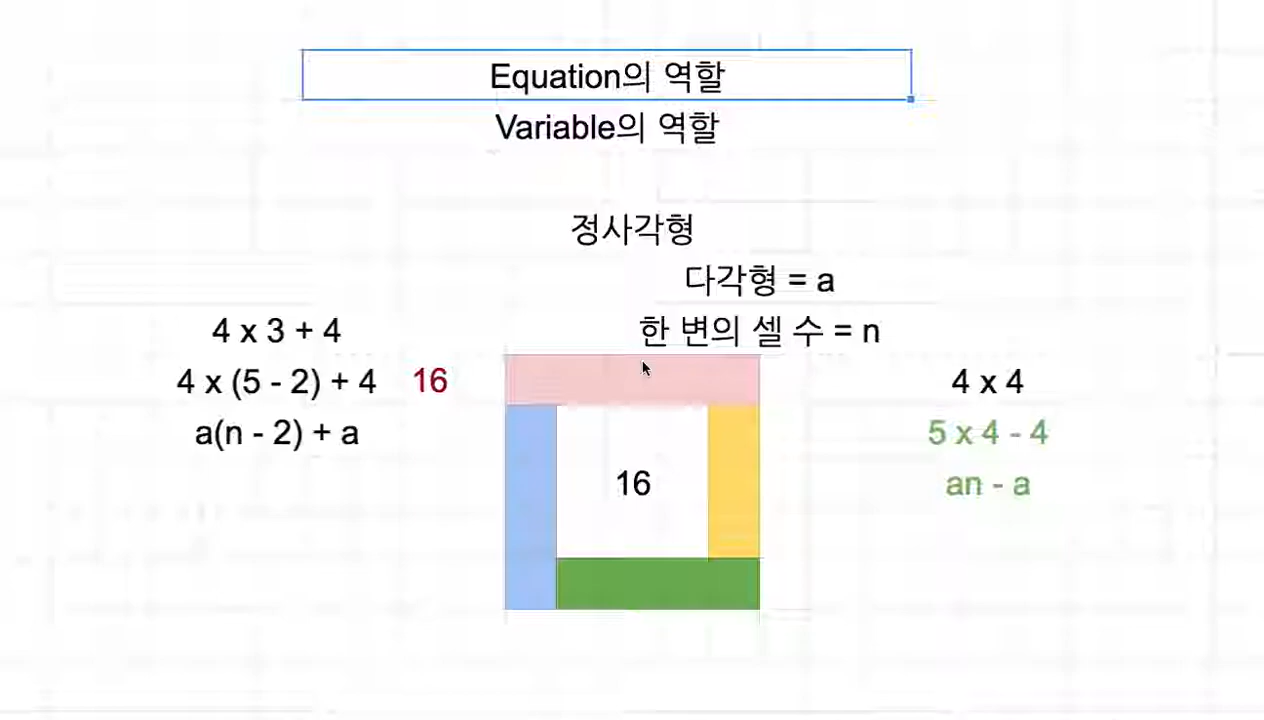 Equation의 역할
Variable의 역할
정사각형
다각형 = a
한 변의 셀 수 = n
4 x 3 + 4
4 x (5 - 2) + 4
16
a(n - 2) + a
16
4 x 4
5 x 4 - 4
an - a